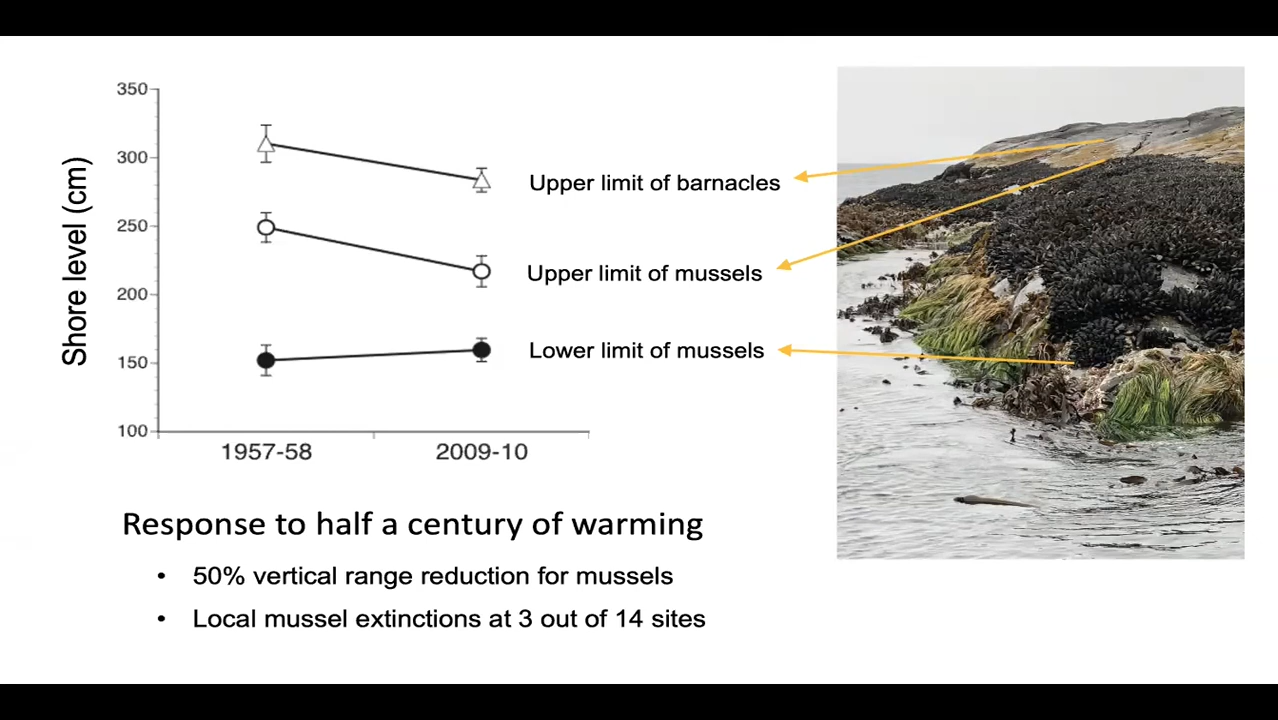 350
300
250
200
150
100
Shore level (cm)
1957-58
2009-10
Upper limit of barnacles
Upper limit of mussels
Lower limit of mussels
Response to half a century of warming
• 50% vertical range reduction for mussels
• Local mussel extinctions at 3 out of 14 sites